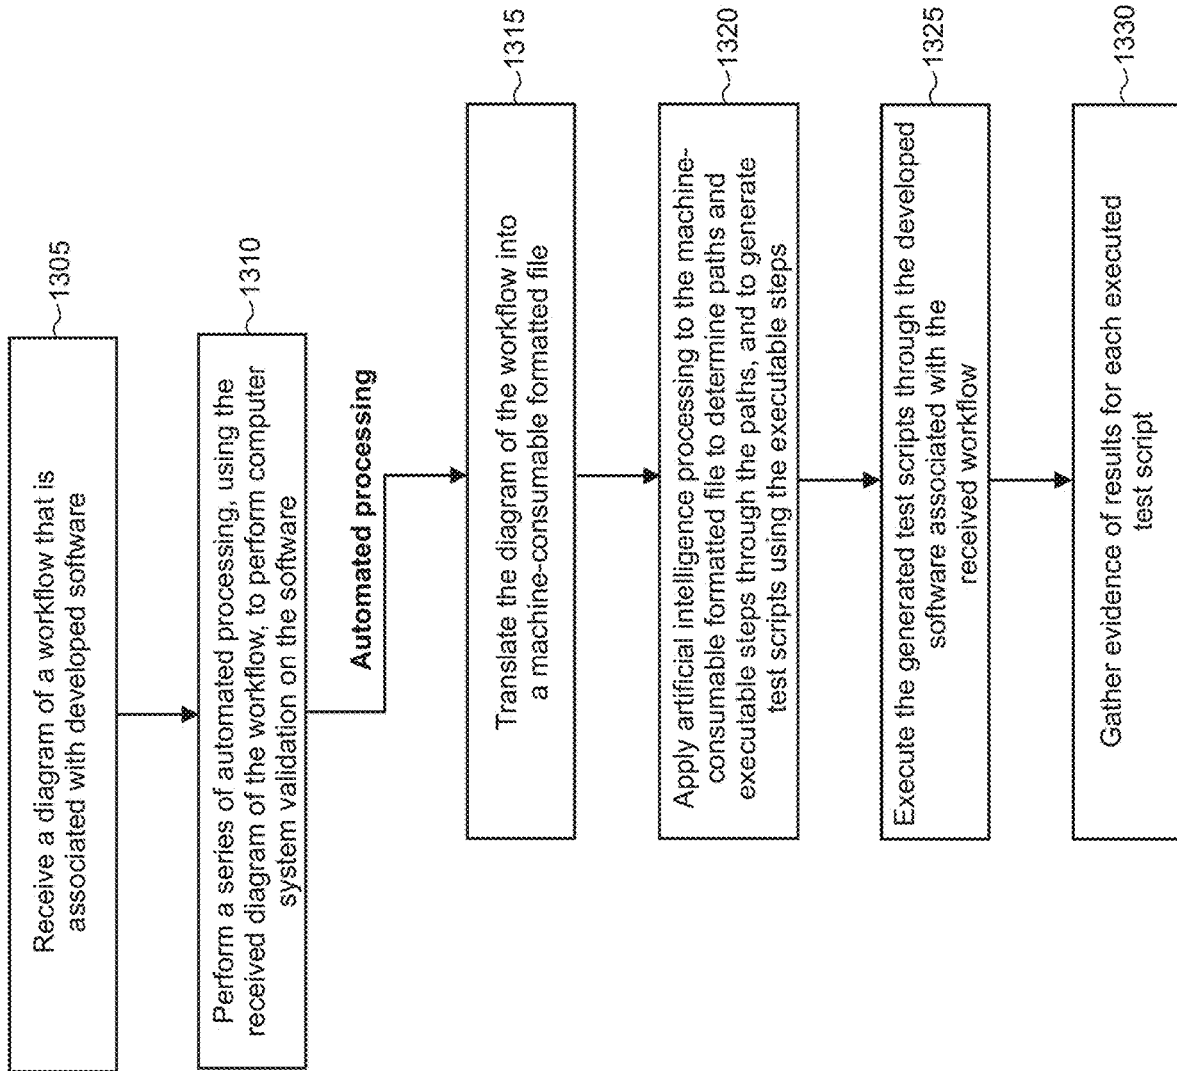 Receive a diagram of a workflow that is
associated with developed software
1305
Perform a series of automated processing, using the
received diagram of the workflow, to perform computer
system validation on the software
1310
Automated processing
Translate the diagram of the workflow into
a machine-consumable formatted file
1315
Apply artificial intelligence processing to the machine-
consumable formatted file to determine paths and
executable steps through the paths, and to generate
test scripts using the executable steps
1320
Execute the generated test scripts through the developed
software associated with the
received workflow
1325
Gather evidence of results for each executed
test script
1330